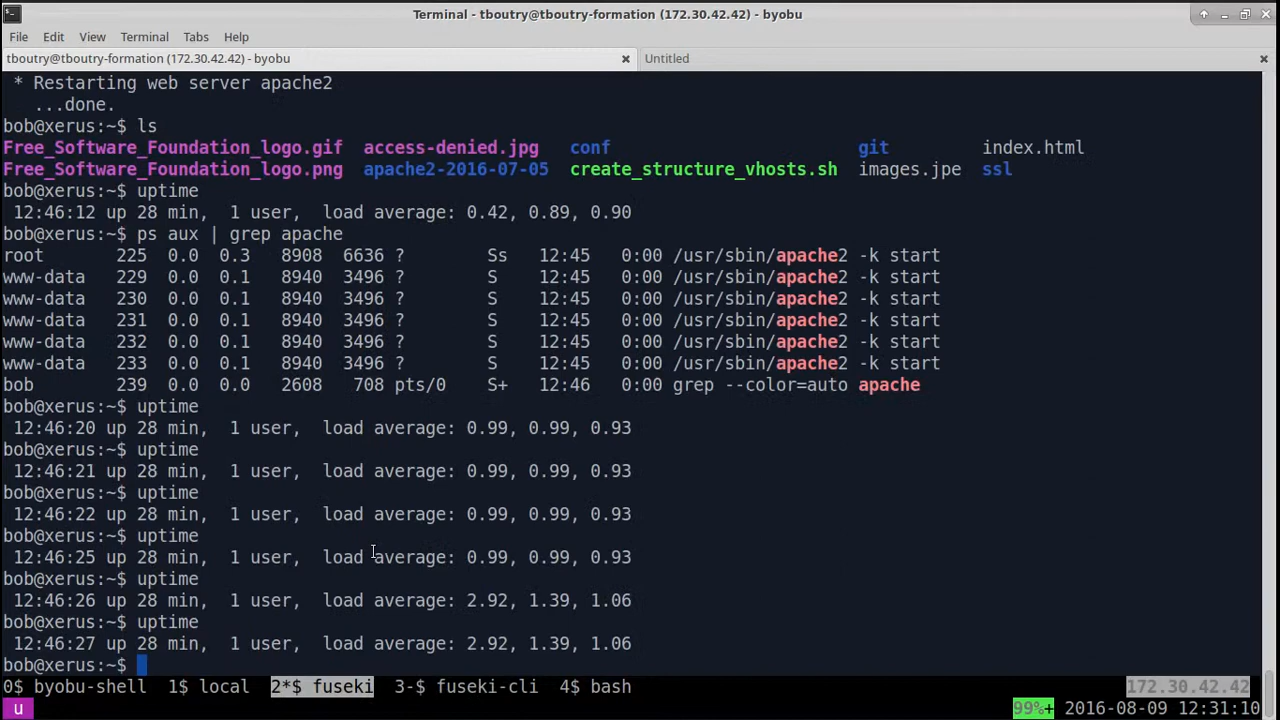 Terminal - tboutry@tboutry-formation (172.30.42.42) - byobu
File Edit View Terminal Tabs Help
tboutry@tboutry-formation (172.30.42.42) - byobu Untitled
* Restarting web server apache2
...done.
bob@xerus:~$ ls
Free_Software_Foundation_logo.gif access-denied.jpg conf git index.html
Free_Software_Foundation_logo.png apache2-2016-07-05 create_structure_vhosts.sh images.jpe ssl
bob@xerus:~$ uptime
12:46:12 up 28 min, 1 user, load average: 0.42, 0.89, 0.90
bob@xerus:~$ ps aux | grep apache
root 225 0.0 0.3 8908 6636 ? Ss 12:45 0:00 /usr/sbin/apache2 -k start
www-data 229 0.0 0.1 8940 3496 ? S 12:45 0:00 /usr/sbin/apache2 -k start
www-data 230 0.0 0.1 8940 3496 ? S 12:45 0:00 /usr/sbin/apache2 -k start
www-data 231 0.0 0.1 8940 3496 ? S 12:45 0:00 /usr/sbin/apache2 -k start
www-data 232 0.0 0.1 8940 3496 ? S 12:45 0:00 /usr/sbin/apache2 -k start
www-data 233 0.0 0.1 8940 3496 ? S 12:45 0:00 /usr/sbin/apache2 -k start
bob 239 0.0 0.0 2608 708 pts/0 S+ 12:46 0:00 grep --color=auto apache
bob@xerus:~$ uptime
12:46:20 up 28 min, 1 user, load average: 0.99, 0.99, 0.93
bob@xerus:~$ uptime
12:46:21 up 28 min, 1 user, load average: 0.99, 0.99, 0.93
bob@xerus:~$ uptime
12:46:22 up 28 min, 1 user, load average: 0.99, 0.99, 0.93
bob@xerus:~$ uptime
12:46:25 up 28 min, 1 user, load average: 0.99, 0.99, 0.93
bob@xerus:~$ uptime
12:46:26 up 28 min, 1 user, load average: 2.92, 1.39, 1.06
bob@xerus:~$ uptime
12:46:27 up 28 min, 1 user, load average: 2.92, 1.39, 1.06
bob@xerus:~$
0$ byobu-shell 1$ local 2*$ fuseki 3-$ fuseki-cli 4$ bash 172.30.42.42
u 99%+ 2016-08-09 12:31:10